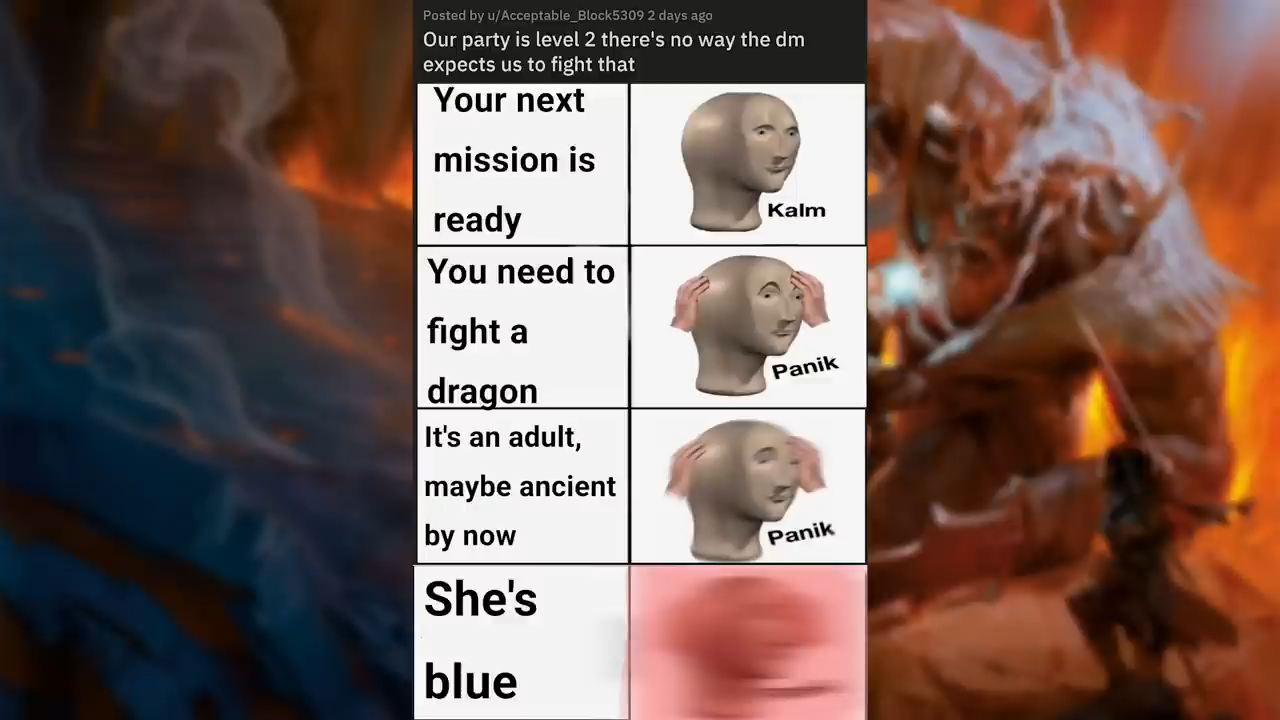 Posted by u/Acceptable_Block5309 2 days ago
Our party is level 2 there's no way the dm
expects us to fight that
Your next
mission is
ready
Kalm
You need to
fight a
dragon
Panik
It's an adult,
maybe ancient
by now
Panik
She's
blue